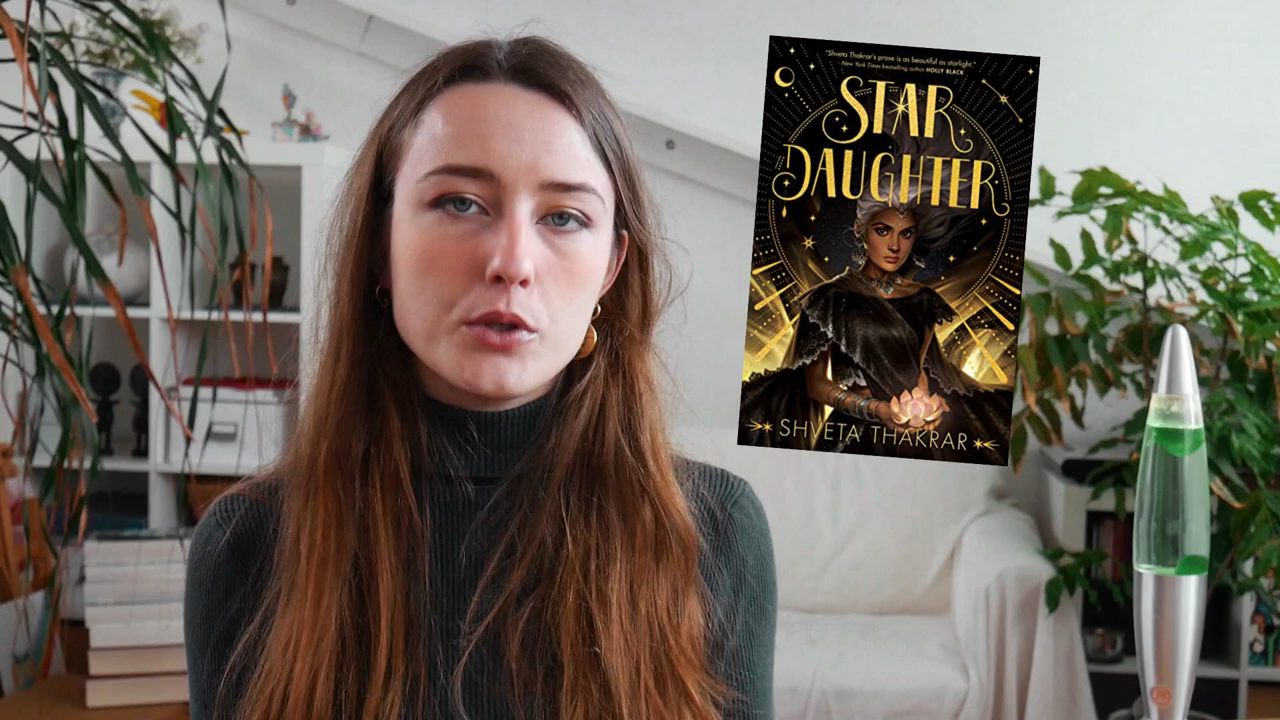 "Shveta Thakrar's prose is as beautiful as starlight."
New York Times bestselling author HOLLY BLACK
STAR
DAUGHTER
SHVETA THAKRAR